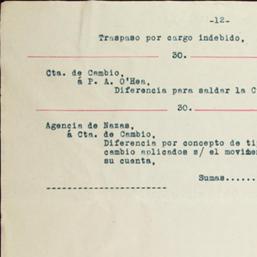 -12-
Traspaso por cargo indebido,
30.
Cta. de Cambio,
á P. A. O'Hea,
Diferencia para saldar la C
30.
Agencia de Nazas,
á Cta. de Cambio,
Diferencia por concepto de ti
cambio aplicados s/ el movim
su cuenta,
Sumas.......